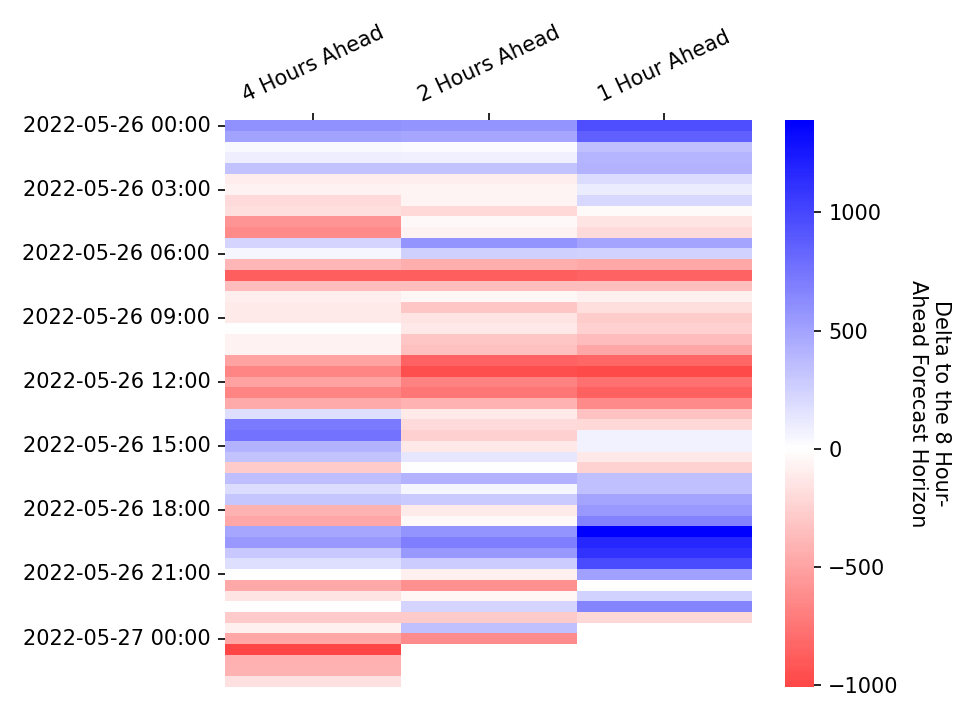 4 Hours Ahead
2 Hours Ahead
1 Hour Ahead
2022-05-26 00:00
2022-05-26 03:00
2022-05-26 06:00
2022-05-26 09:00
2022-05-26 12:00
2022-05-26 15:00
2022-05-26 18:00
2022-05-26 21:00
2022-05-27 00:00
1000
500
0
−500
−1000
Delta to the 8 Hour-
Ahead Forecast Horizon